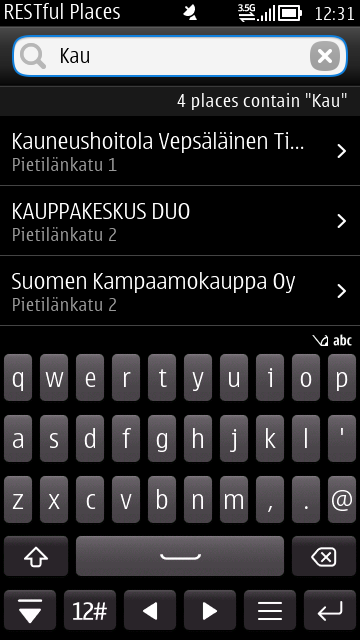 RESTful Places 3.5G 12:31
Kau
4 places contain "Kau"
Kauneushoitola Vepsäläinen Ti...
Pietilänkatu 1
KAUPPAKESKUS DUO
Pietilänkatu 2
Suomen Kampaamokauppa Oy
Pietilänkatu 2
abc
q w e r t y u i o p
a s d f g h j k l '
z x c v b n m , . @
12#